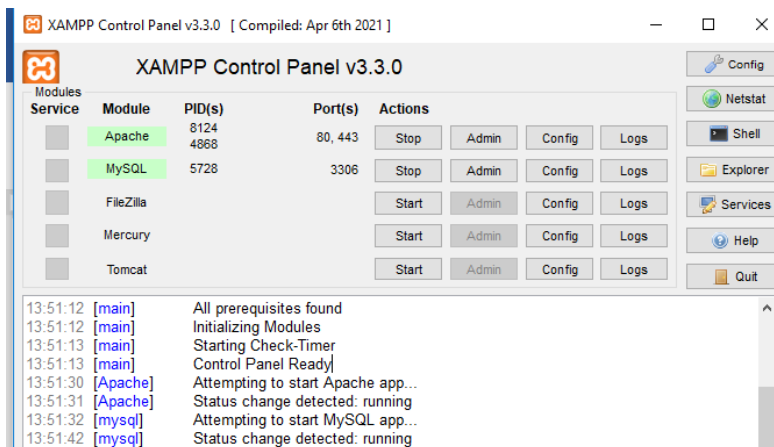 XAMPP Control Panel v3.3.0 [ Compiled: Apr 6th 2021 ]
XAMPP Control Panel v3.3.0
Config
Modules
Netstat
Service Module PID(s) Port(s) Actions
Apache 8124 80, 443 Stop Admin Config Logs
4868
Shell
MySQL 5728 3306 Stop Admin Config Logs
Explorer
FileZilla Start Admin Config Logs
Services
Mercury Start Admin Config Logs
Help
Tomcat Start Admin Config Logs
Quit
13:51:12 [main] All prerequisites found
13:51:12 [main] Initializing Modules
13:51:13 [main] Starting Check-Timer
13:51:13 [main] Control Panel Ready
13:51:30 [Apache] Attempting to start Apache app...
13:51:31 [Apache] Status change detected: running
13:51:32 [mysql] Attempting to start MySQL app...
13:51:42 [mysql] Status change detected: running